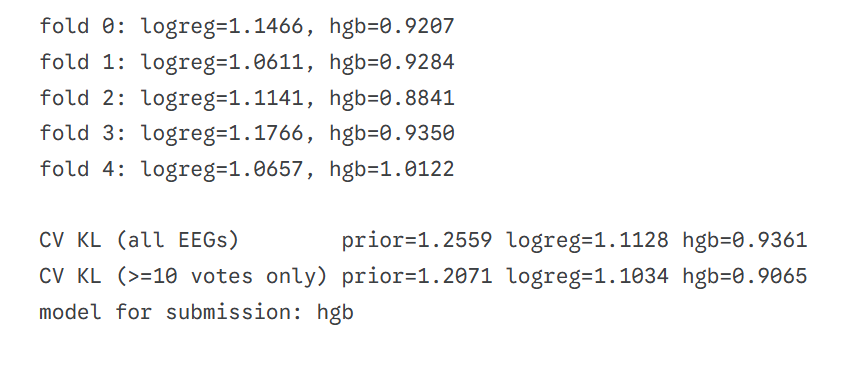 fold 0: logreg=1.1466, hgb=0.9207
fold 1: logreg=1.0611, hgb=0.9284
fold 2: logreg=1.1141, hgb=0.8841
fold 3: logreg=1.1766, hgb=0.9350
fold 4: logreg=1.0657, hgb=1.0122
CV KL (all EEGs)        prior=1.2559 logreg=1.1128 hgb=0.9361
CV KL (>=10 votes only) prior=1.2071 logreg=1.1034 hgb=0.9065
model for submission: hgb